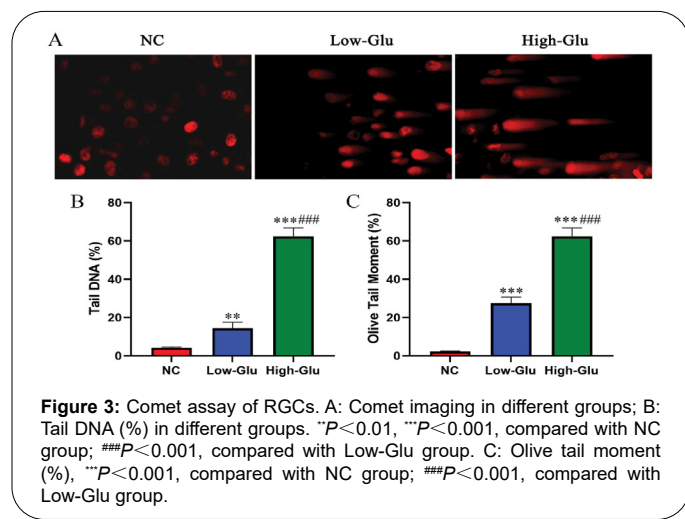 A NC Low-Glu High-Glu
B
Tail DNA (%)
80
60
40
20
0
**
***###
NC Low-Glu High-Glu
C
Olive Tail Moment (%)
80
60
40
20
0
***
***###
NC Low-Glu High-Glu
Figure 3: Comet assay of RGCs. A: Comet imaging in different groups; B:
Tail DNA (%) in different groups. **P<0.01, ***P<0.001, compared with NC
group; ###P<0.001, compared with Low-Glu group. C: Olive tail moment
(%), ***P<0.001, compared with NC group; ###P<0.001, compared with
Low-Glu group.